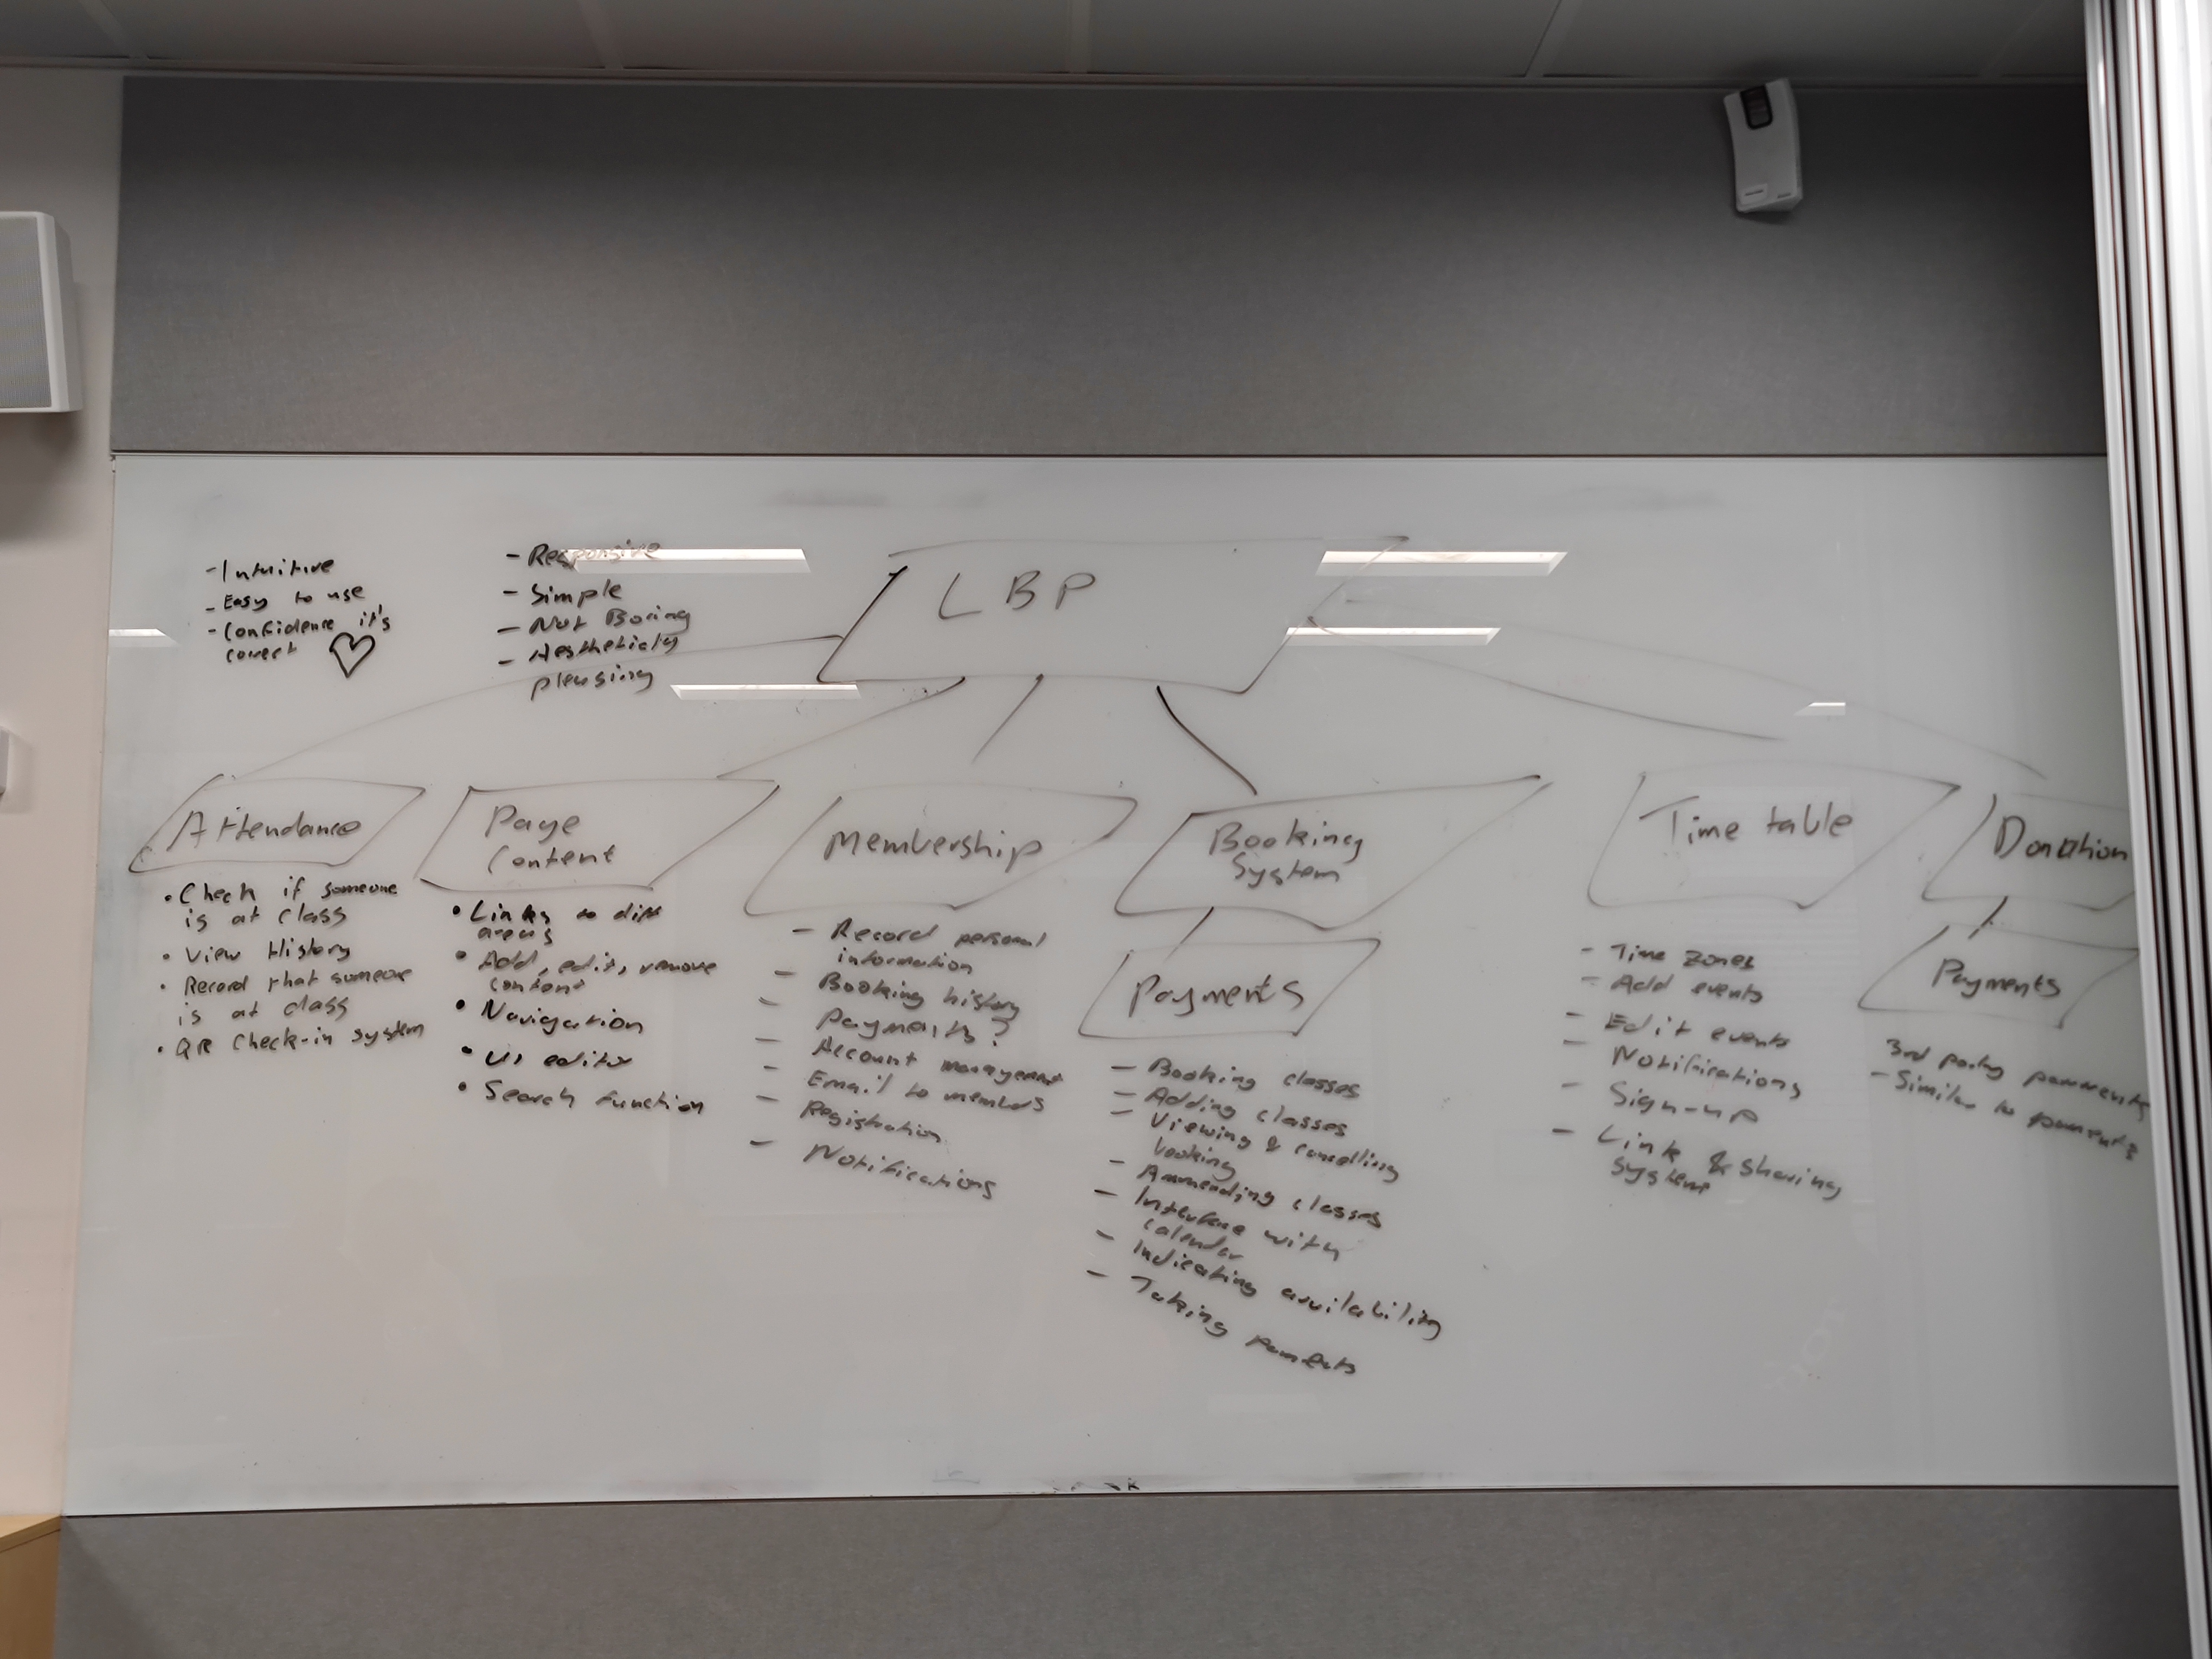 - Intuitive
- Easy to use
- Confidence it's
correct
- Responsive
- Simple
- Not Boring
- Aestheticly
pleasing
LBP
Attendance
• Check if someone
is at class
• View History
• Record that someone
is at class
• QR Check-in system
Page
Content
• Links to diff
areas
• Add, edit, remove
content
• Navigation
• UI editor
• Search function
Membership
- Record personal
information
- Booking history
- Payments?
- Account management
- Email to members
- Registration
- Notifications
Booking
System
Payments
- Booking classes
- Adding classes
- Viewing & cancelling
booking
- Ammending classes
- Interface with
calendar
- Indicating availability
- Taking paments
Time table
- Time zones
- Add events
- Edit events
- Notifications
- Sign-up
- Link & sharing
system
Donation
Payments
3rd party payments
- Similar to payments